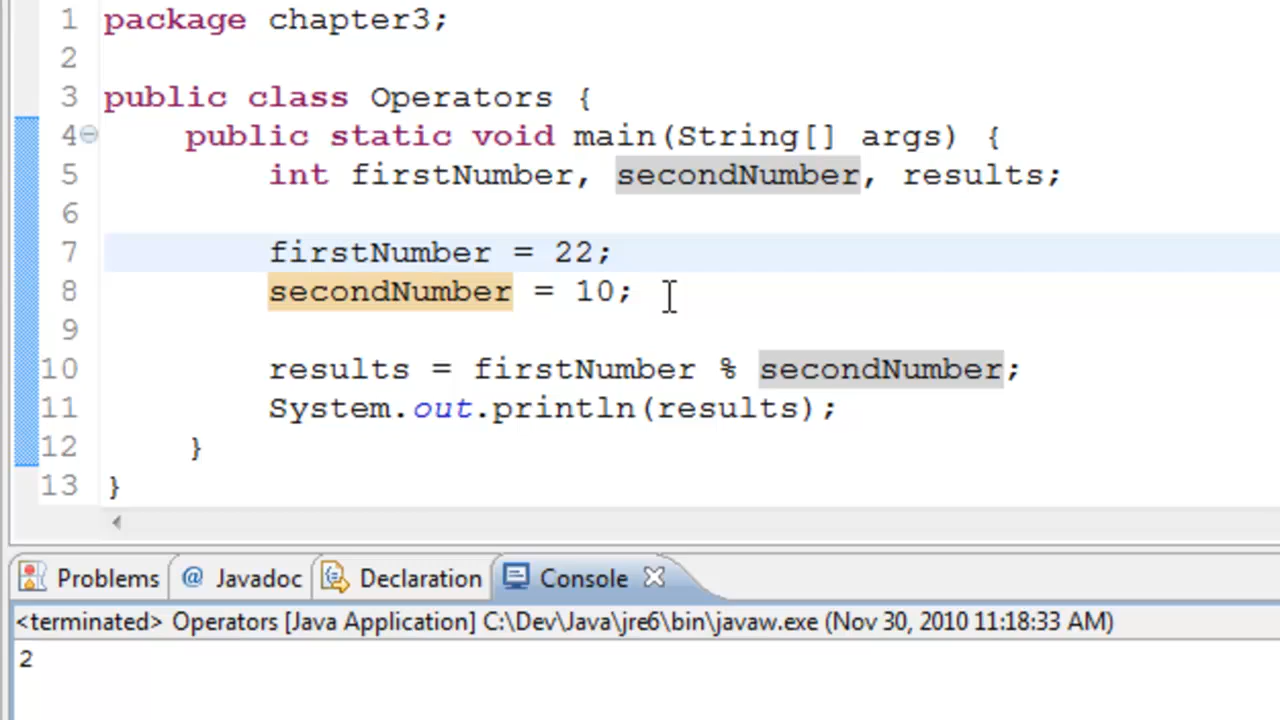 1 package chapter3;
2
3 public class Operators {
4 public static void main(String[] args) {
5 int firstNumber, secondNumber, results;
6
7 firstNumber = 22;
8 secondNumber = 10;
9
10 results = firstNumber % secondNumber;
11 System.out.println(results);
12 }
13 }
Problems @ Javadoc Declaration Console
<terminated> Operators [Java Application] C:\Dev\Java\jre6\bin\javaw.exe (Nov 30, 2010 11:18:33 AM)
2